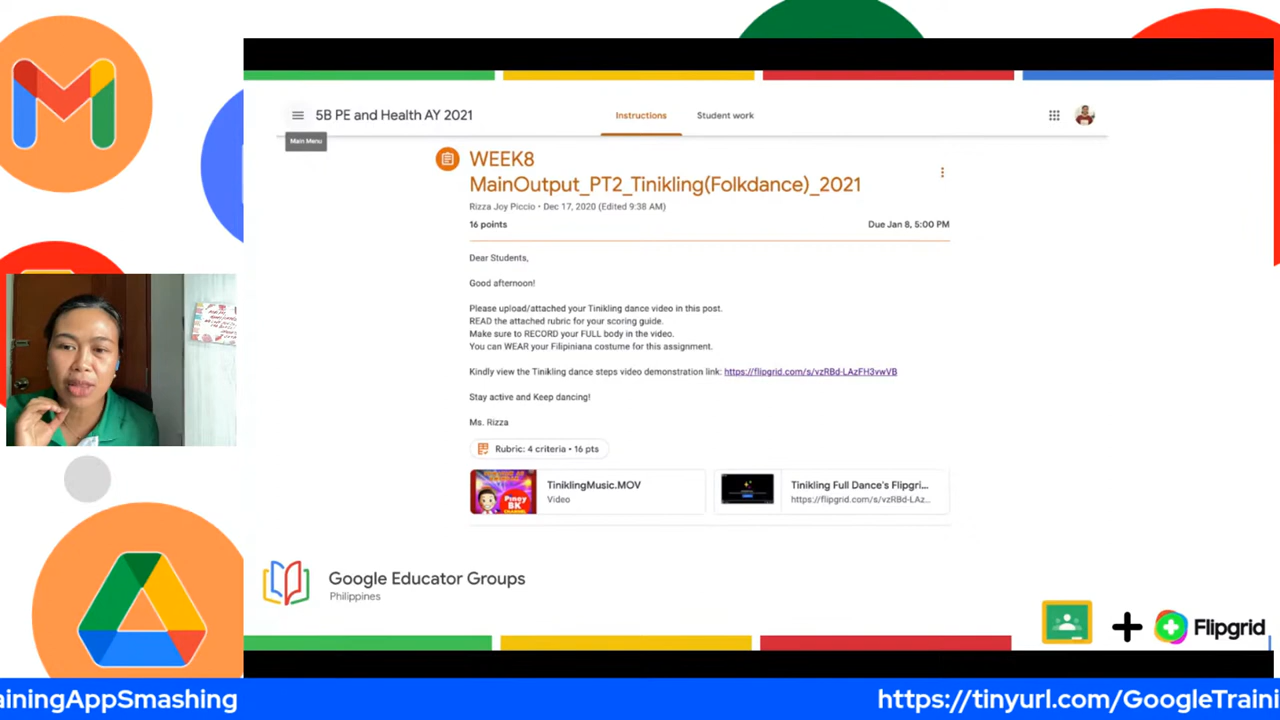 5B PE and Health AY 2021
Instructions
Student work
Main Menu
WEEK8
MainOutput_PT2_Tinikling(Folkdance)_2021
Rizza Joy Piccio • Dec 17, 2020 (Edited 9:38 AM)
16 points
Due Jan 8, 5:00 PM
Dear Students,
Good afternoon!
Please upload/attached your Tinikling dance video in this post.
READ the attached rubric for your scoring guide.
Make sure to RECORD your FULL body in the video.
You can WEAR your Filipiniana costume for this assignment.
Kindly view the Tinikling dance steps video demonstration link: https://flipgrid.com/s/vzRBd-LAzFH3vwVB
Stay active and Keep dancing!
Ms. Rizza
Rubric: 4 criteria • 16 pts
TiniklingMusic.MOV
Video
Pinoy
BK
Tinikling Full Dance's Flipgri...
https://flipgrid.com/s/vzRBd-LAz...
Google Educator Groups
Philippines
+
Flipgrid
ainingAppSmashing
https://tinyurl.com/GoogleTraini